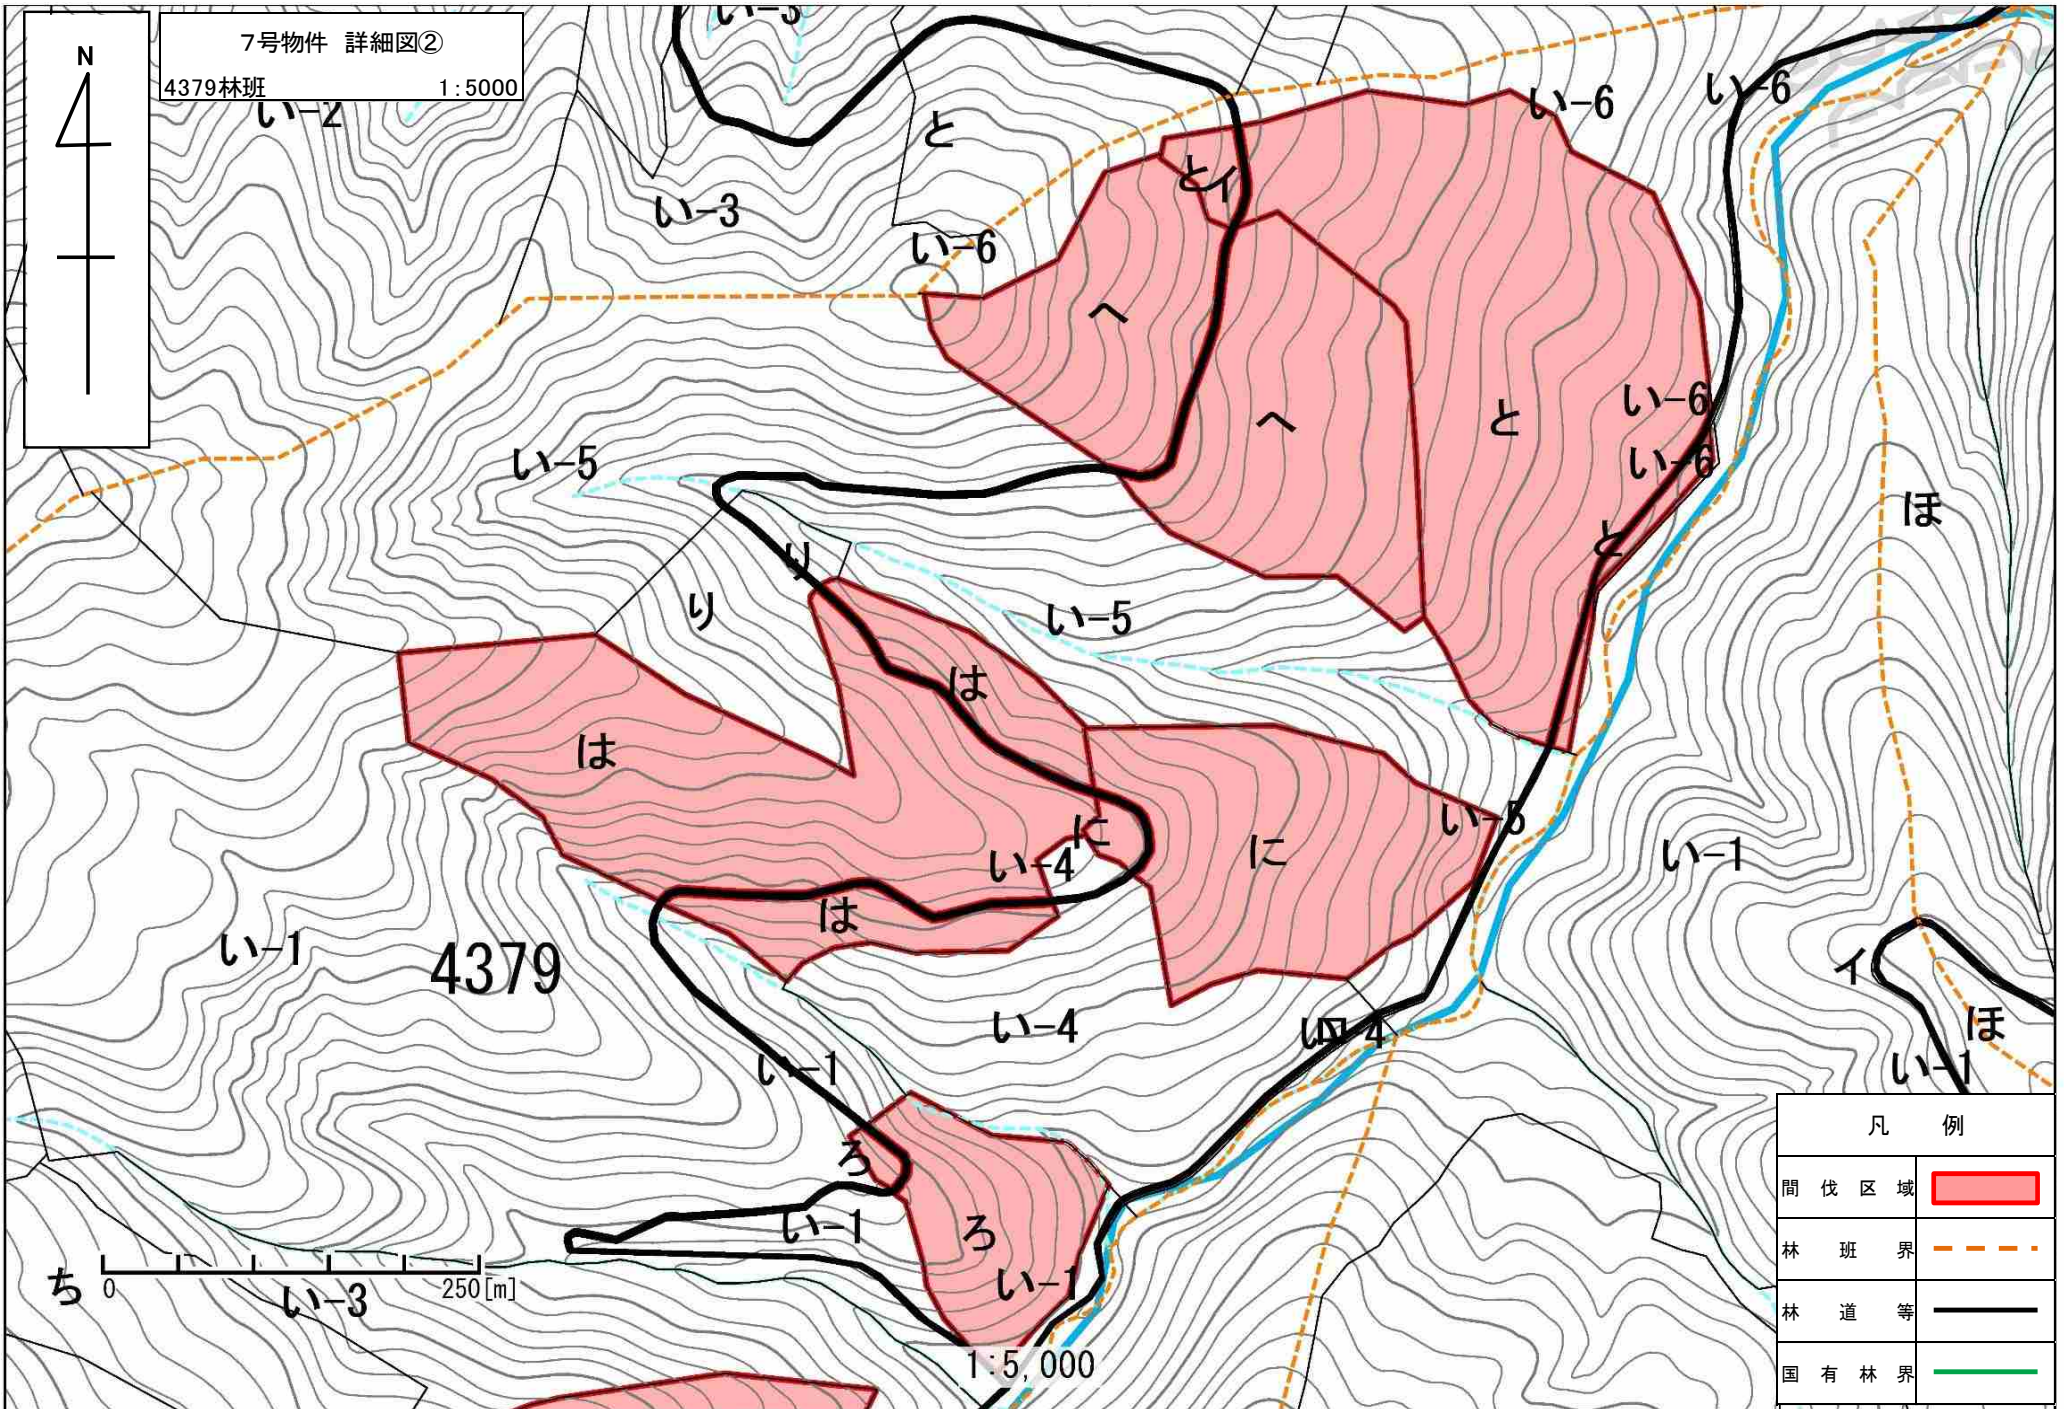 N
7号物件 詳細図②
4379林班 1:5000
い-3
い-2
と
い-6
い-6
い-3
とイ
い-6
へ
へ
と
い-6
い-6
い-5
ほ
と
り
り
い-5
は
は
に
い-5
に
い-4
い-1
は
い-1
4379
イ
い-4
ほ
い-1
い-1
ろ
い-1
ろ
い-1
ち
0 250[m]
い-3
1:5,000
凡 例
間伐区域
林班界
林道等
国有林界